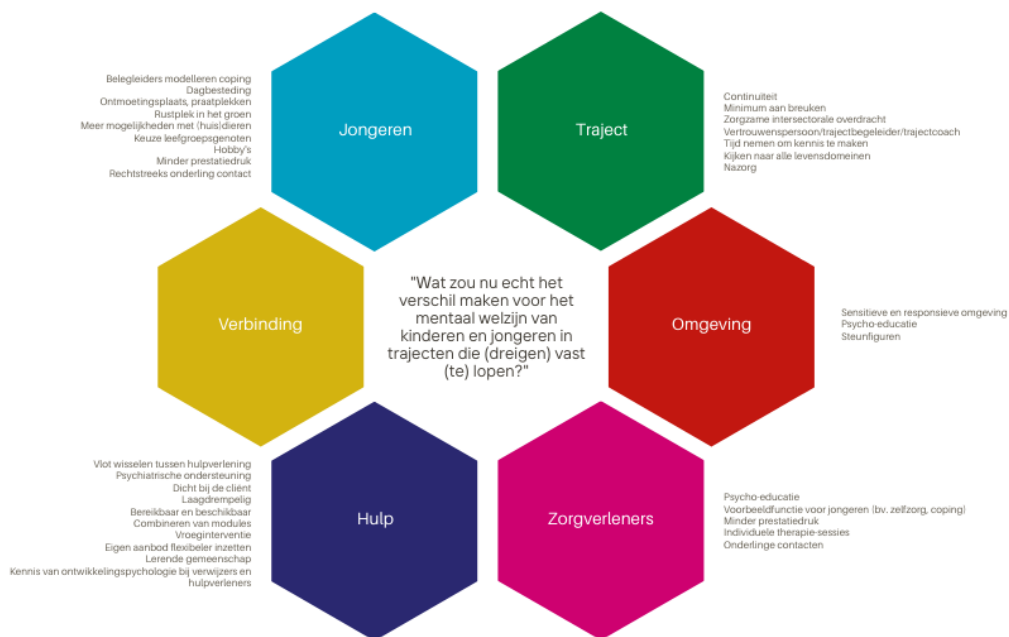 Belegleiders modelleren coping
Dagbesteding
Ontmoetingsplaats, praatplekken
Rustplek in het groen
Meer mogelijkheden met (huis)dieren
Keuze leefgroepsgenoten
Hobby's
Minder prestatiedruk
Rechtstreeks onderling contact
Jongeren
Traject
Continuiteit
Minimum aan breuken
Zorgzame intersectorale overdracht
Vertrouwenspersoon/trajectbegeleider/trajectcoach
Tijd nemen om kennis te maken
Kijken naar alle levensdomeinen
Nazorg
Verbinding
"Wat zou nu echt het
verschil maken voor het
mentaal welzijn van
kinderen en jongeren in
trajecten die (dreigen) vast
(te) lopen?"
Omgeving
Sensitieve en responsieve omgeving
Psycho-educatie
Steunfiguren
Vlot wisselen tussen hulpverlening
Psychiatrische ondersteuning
Dicht bij de cliënt
Laagdrempelig
Bereikbaar en beschikbaar
Combineren van modules
Vroeginterventie
Eigen aanbod flexibeler inzetten
Lerende gemeenschap
Kennis van ontwikkelingspsychologie bij verwijzers en
hulpverleners
Hulp
Zorgverleners
Psycho-educatie
Voorbeeldfunctie voor jongeren (bv. zelfzorg, coping)
Minder prestatiedruk
Individuele therapie-sessies
Onderlinge contacten